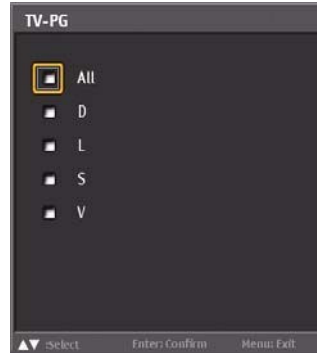 TV-PG
All
D
L
S
V
▲▼ :Select Enter: Confirm Menu: Exit